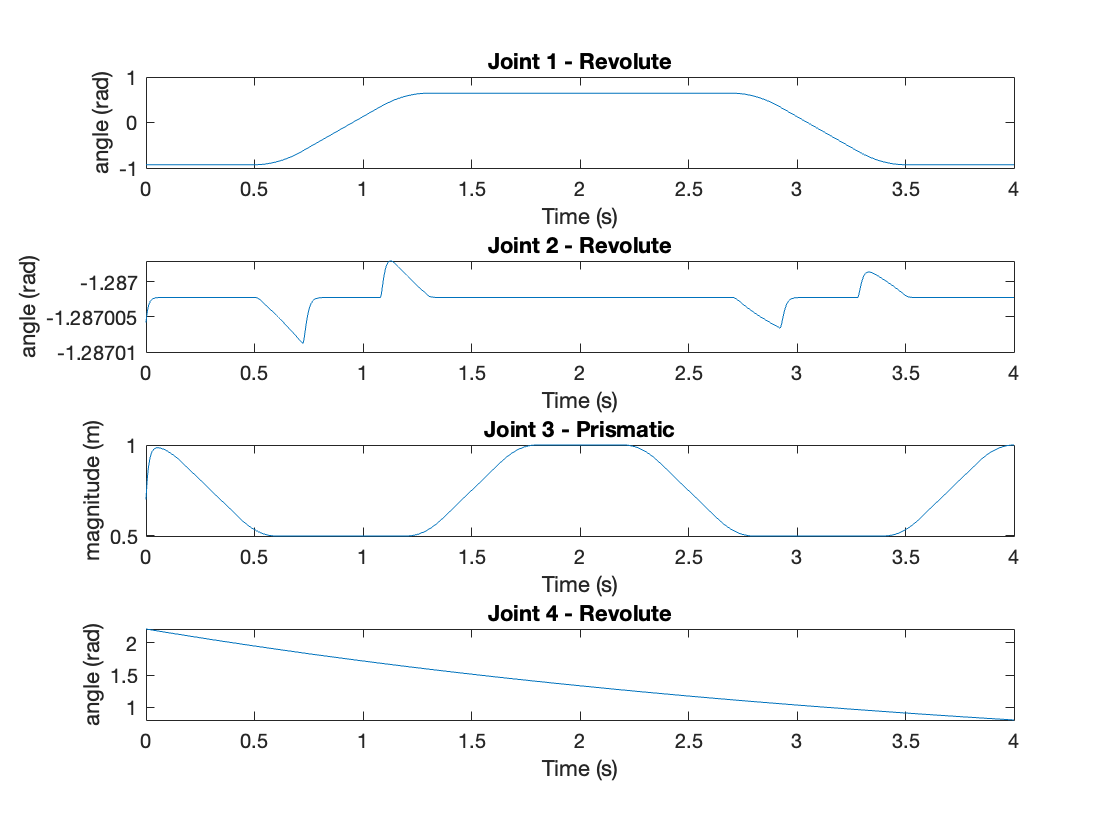 Joint 1 - Revolute
angle (rad)
1
0
-1
0 0.5 1 1.5 2 2.5 3 3.5 4
Time (s)
Joint 2 - Revolute
angle (rad)
-1.287
-1.287005
-1.28701
0 0.5 1 1.5 2 2.5 3 3.5 4
Time (s)
Joint 3 - Prismatic
magnitude (m)
1
0.5
0 0.5 1 1.5 2 2.5 3 3.5 4
Time (s)
Joint 4 - Revolute
angle (rad)
2
1.5
1
0 0.5 1 1.5 2 2.5 3 3.5 4
Time (s)